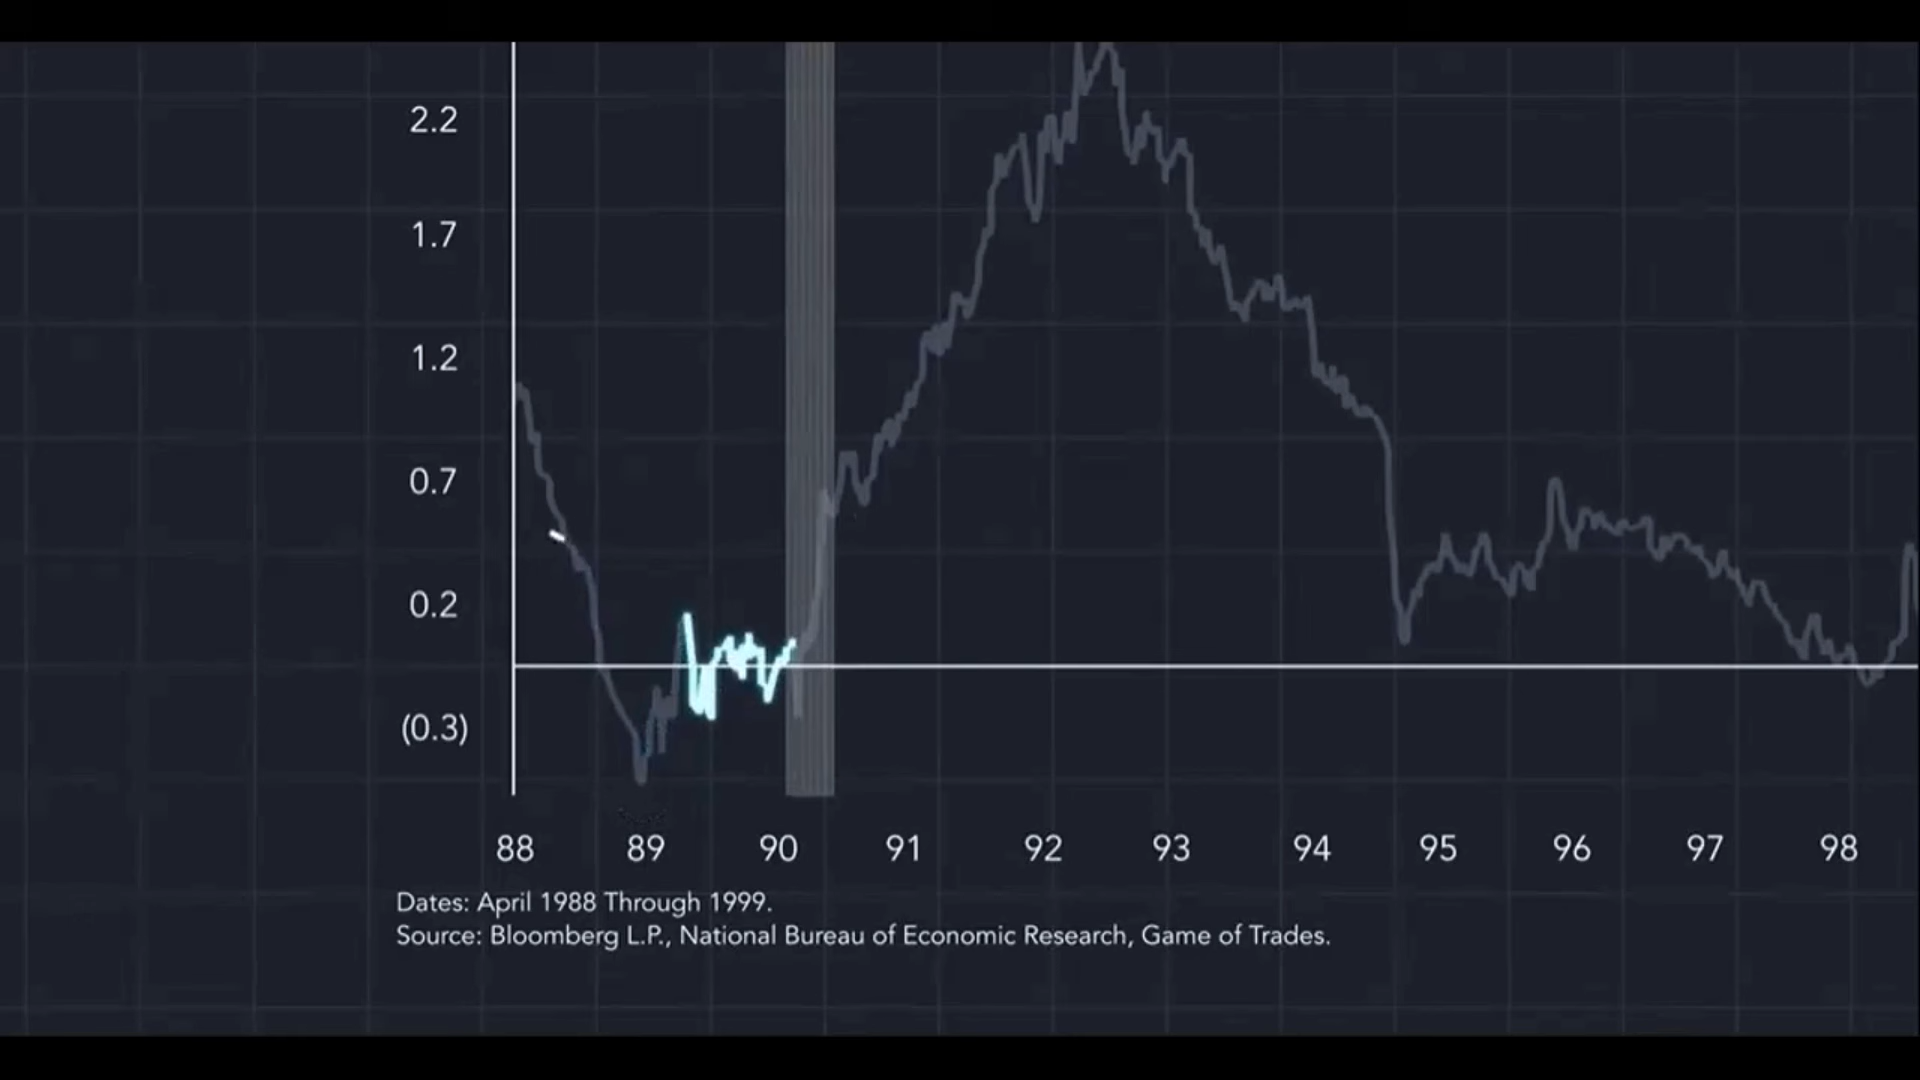 2.2
1.7
1.2
0.7
0.2
(0.3)
88 89 90 91 92 93 94 95 96 97 98
Dates: April 1988 Through 1999.
Source: Bloomberg L.P., National Bureau of Economic Research, Game of Trades.